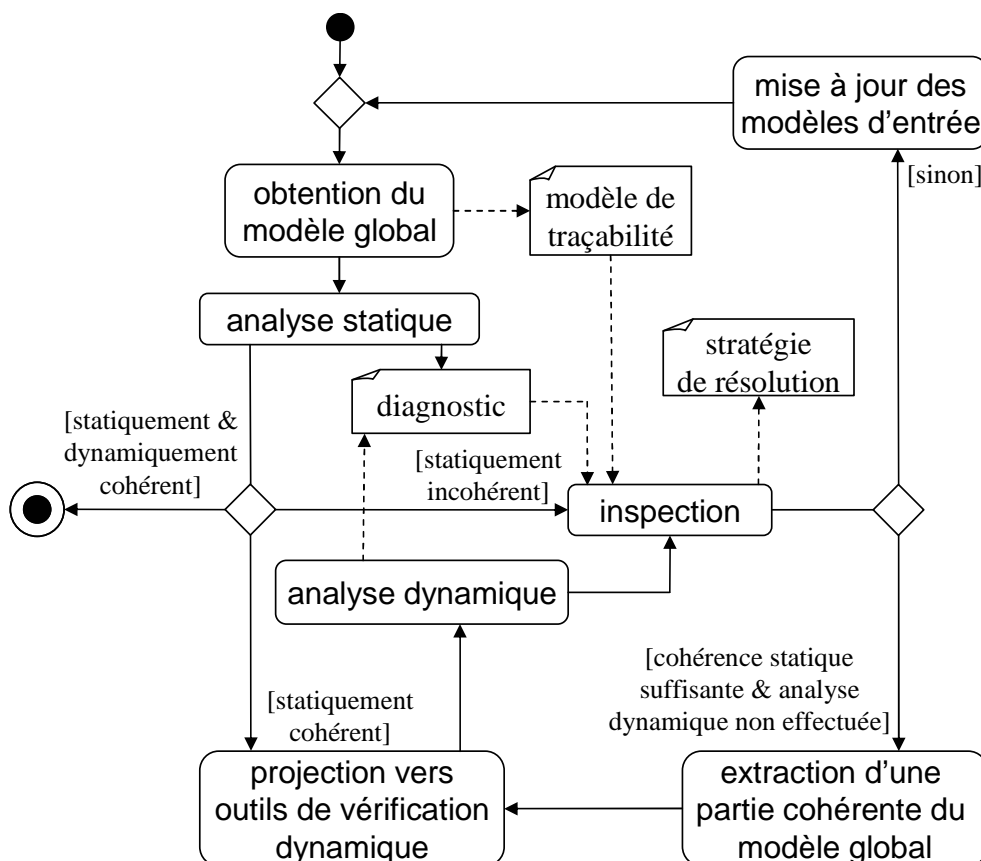 mise à jour des
modèles d'entrée
[sinon]
obtention du
modèle global
modèle de
traçabilité
analyse statique
stratégie
de résolution
diagnostic
[statiquement &
dynamiquement
cohérent]
[statiquement
incohérent]
inspection
analyse dynamique
[cohérence statique
suffisante & analyse
dynamique non effectuée]
[statiquement
cohérent]
projection vers
outils de vérification
dynamique
extraction d'une
partie cohérente du
modèle global